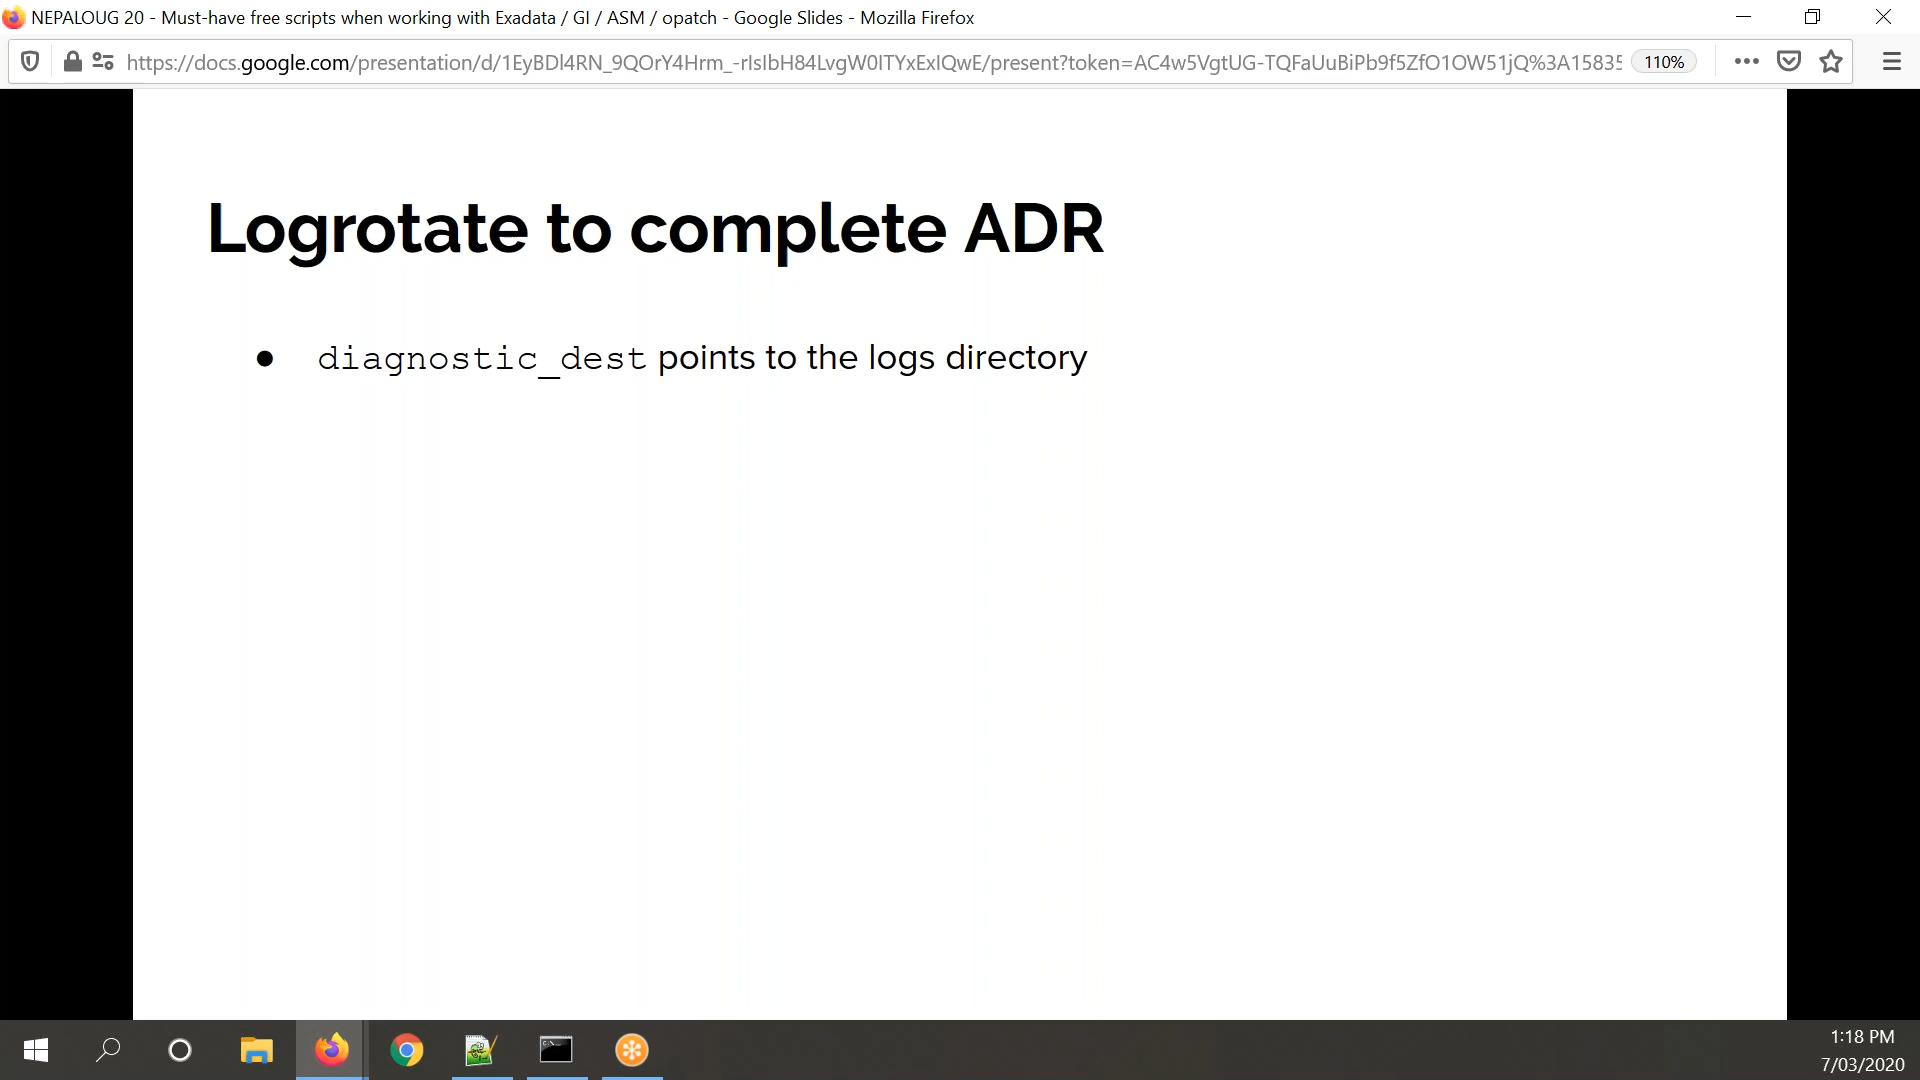 NEPALOUG 20 - Must-have free scripts when working with Exadata / GI / ASM / opatch - Google Slides - Mozilla Firefox
https://docs.google.com/presentation/d/1EyBDl4RN_9QOrY4Hrm_-rIsIbH84LvgW0ITYxExIQwE/present?token=AC4w5VgtUG-TQFaUuBiPb9f5ZfO1OW51jQ%3A15835 110%
Logrotate to complete ADR
● diagnostic_dest points to the logs directory
1:18 PM
7/03/2020